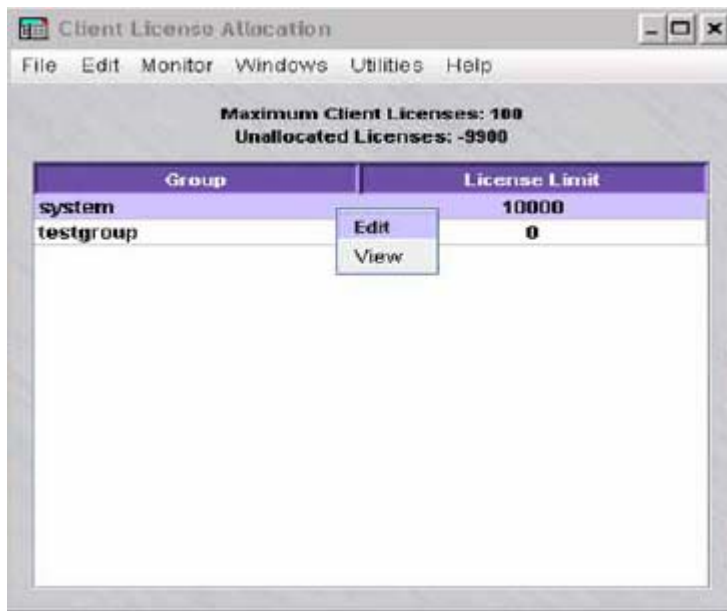 Client License Allocation
File Edit Monitor Windows Utilities Help
Maximum Client Licenses: 100
Unallocated Licenses: -9900
Group License Limit
system 10000
testgroup 0
Edit
View